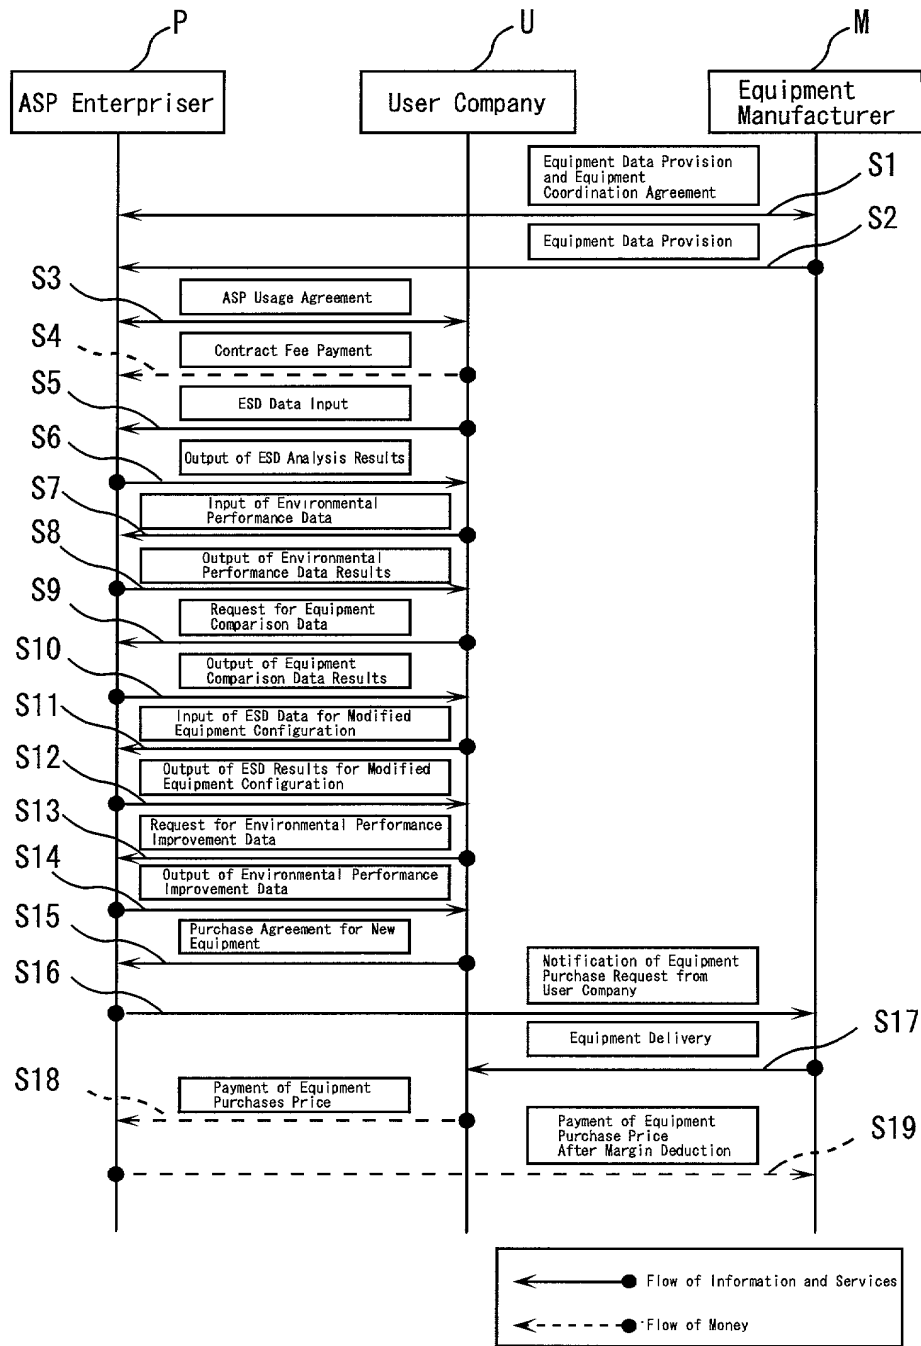 P
U
M
ASP Enterpriser
User Company
Equipment
Manufacturer
Equipment Data Provision
and Equipment
Coordination Agreement
S1
S2
Equipment Data Provision
S3
ASP Usage Agreement
S4
Contract Fee Payment
S5
ESD Data Input
S6
Output of ESD Analysis Results
S7
Input of Environmental
Performance Data
S8
Output of Environmental
Performance Data Results
S9
Request for Equipment
Comparison Data
S10
Output of Equipment
Comparison Data Results
S11
Input of ESD Data for Modified
Equipment Configuration
S12
Output of ESD Results for Modified
Equipment Configuration
S13
Request for Environmental Performance
Improvement Data
S14
Output of Environmental Performance
Improvement Data
S15
Purchase Agreement for New
Equipment
S16
Notification of Equipment
Purchase Request from
User Company
S17
Equipment Delivery
S18
Payment of Equipment
Purchases Price
Payment of Equipment
Purchase Price
After Margin Deduction
S19
Flow of Information and Services
Flow of Money